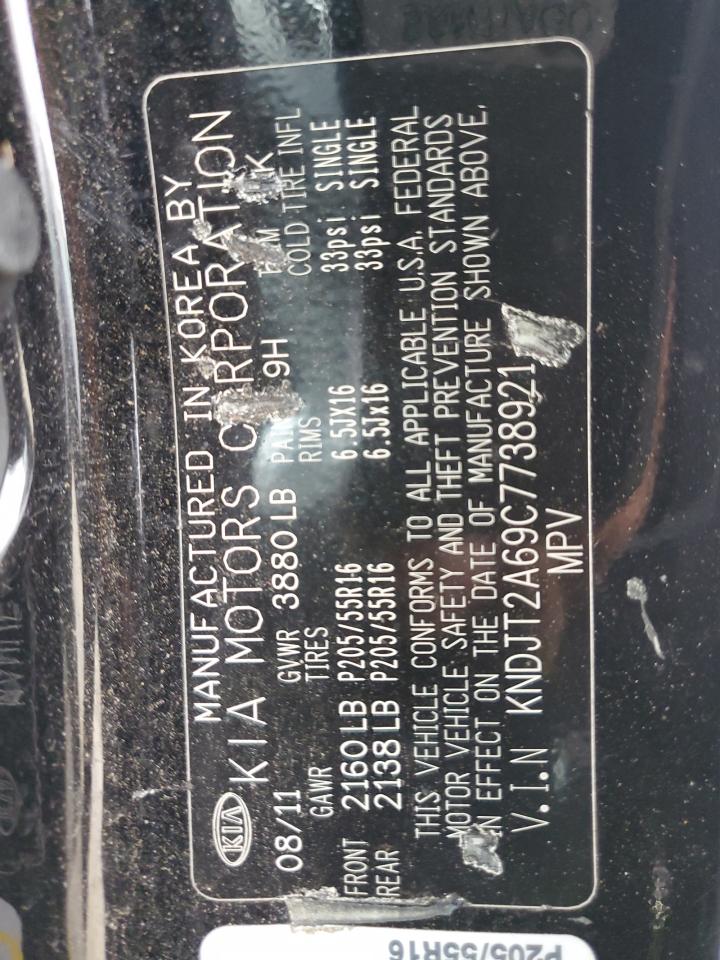 MANUFACTURED IN KOREA BY
KIA KIA MOTORS CORPORATION
08/11 GVWR 3880 LB 9H
GAWR TIRES RIMS COLD TIRE INFL
FRONT 2160 LB P205/55R16 6.5JX16 33psi SINGLE
REAR 2138 LB P205/55R16 6.5Jx16 33psi SINGLE
THIS VEHICLE CONFORMS TO ALL APPLICABLE U.S.A. FEDERAL
MOTOR VEHICLE SAFETY AND THEFT PREVENTION STANDARDS
IN EFFECT ON THE DATE OF MANUFACTURE SHOWN ABOVE.
V.I.N KNDJT2A69C7738921
MPV
P205/55R16